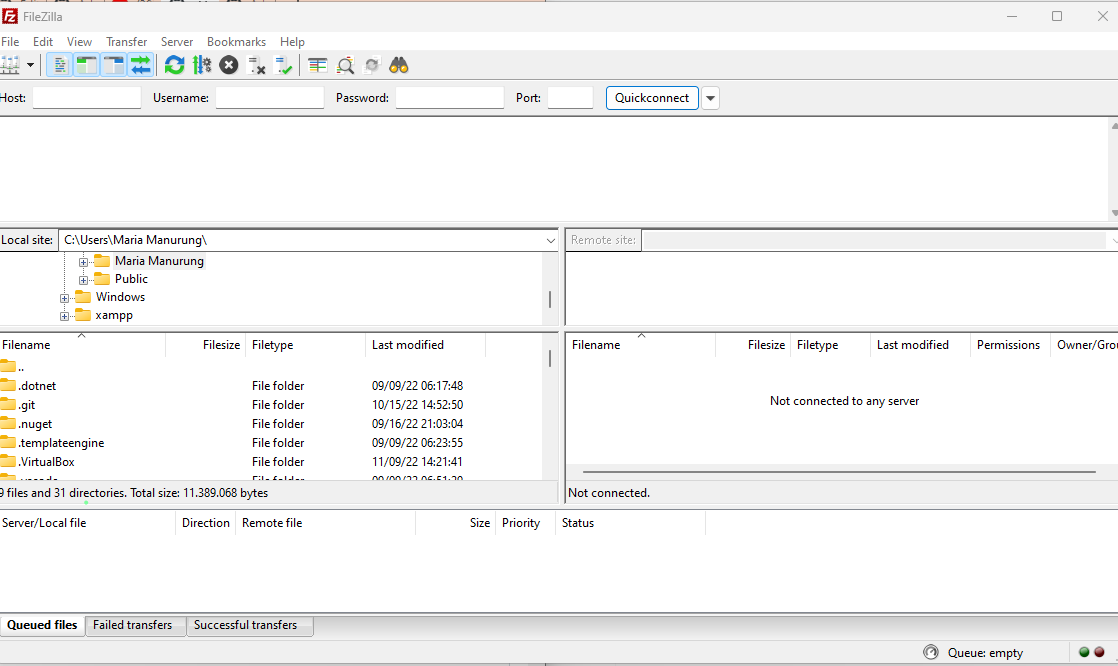 FileZilla
File Edit View Transfer Server Bookmarks Help
Host: Username: Password: Port: Quickconnect
Local site: C:\Users\Maria Manurung\
Remote site:
Maria Manurung
Public
Windows
xampp
Filename Filesize Filetype Last modified
..
.dotnet File folder 09/09/22 06:17:48
.git File folder 10/15/22 14:52:50
.nuget File folder 09/16/22 21:03:04
.templateengine File folder 09/09/22 06:23:55
.VirtualBox File folder 11/09/22 14:21:41
9 files and 31 directories. Total size: 11.389.068 bytes
Filename Filesize Filetype Last modified Permissions Owner/Grou
Not connected to any server
Not connected.
Server/Local file Direction Remote file Size Priority Status
Queued files Failed transfers Successful transfers
Queue: empty